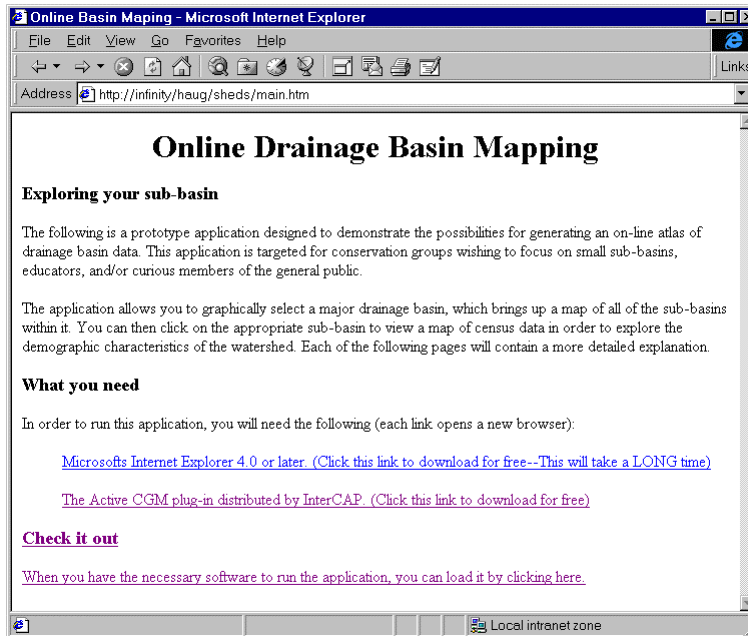 Online Basin Maping - Microsoft Internet Explorer
File Edit View Go Favorites Help
Links
Address http://infinity/haug/sheds/main.htm
Online Drainage Basin Mapping
Exploring your sub-basin
The following is a prototype application designed to demonstrate the possibilities for generating an on-line atlas of
drainage basin data. This application is targeted for conservation groups wishing to focus on small sub-basins,
educators, and/or curious members of the general public.
The application allows you to graphically select a major drainage basin, which brings up a map of all of the sub-basins
within it. You can then click on the appropriate sub-basin to view a map of census data in order to explore the
demographic characteristics of the watershed. Each of the following pages will contain a more detailed explanation.
What you need
In order to run this application, you will need the following (each link opens a new browser):
Microsofts Internet Explorer 4.0 or later. (Click this link to download for free--This will take a LONG time)
The Active CGM plug-in distributed by InterCAP. (Click this link to download for free)
Check it out
When you have the necessary software to run the application, you can load it by clicking here.
Local intranet zone